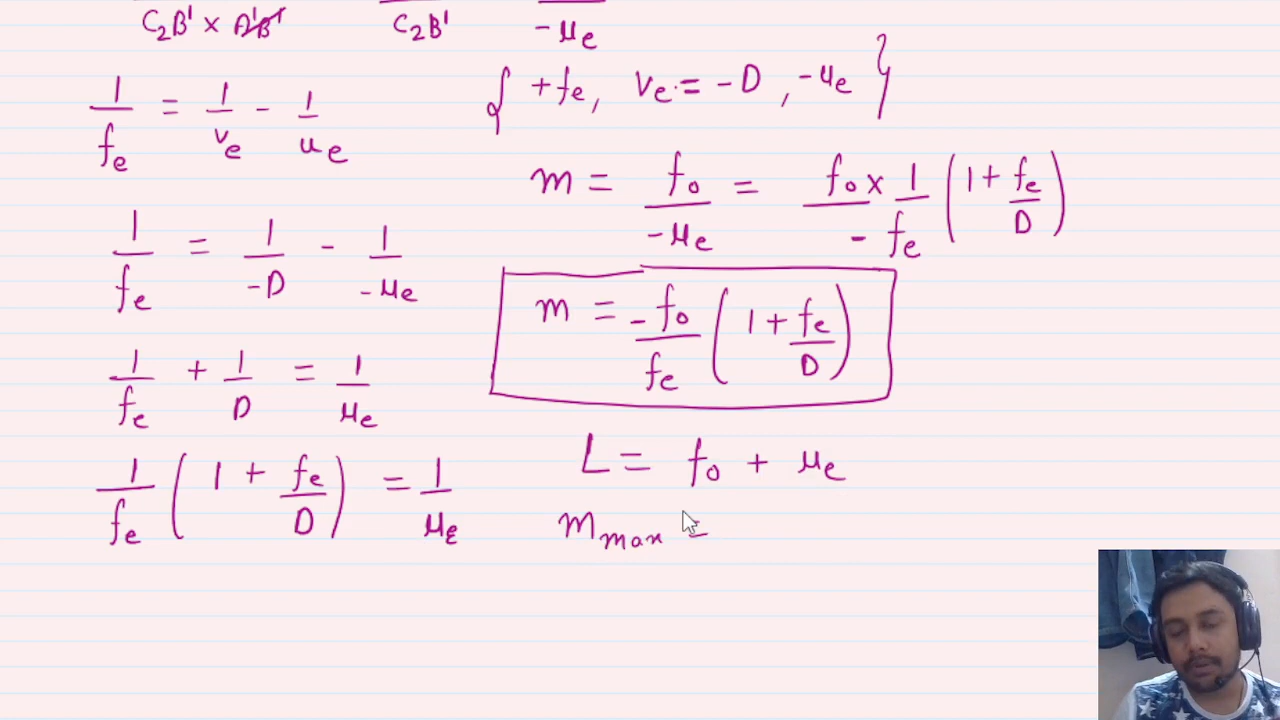 C₂B' × A'B' C₂B' -ue
1/fe = 1/ve - 1/ue
{ +fe, ve = -D, -ue }
m = fo/-ue = fo/- × 1/fe (1 + fe/D)
1/fe = 1/-D - 1/-ue
m = -fo/fe (1 + fe/D)
1/fe + 1/D = 1/ue
L = fo + ue
1/fe (1 + fe/D) = 1/ue
m max =